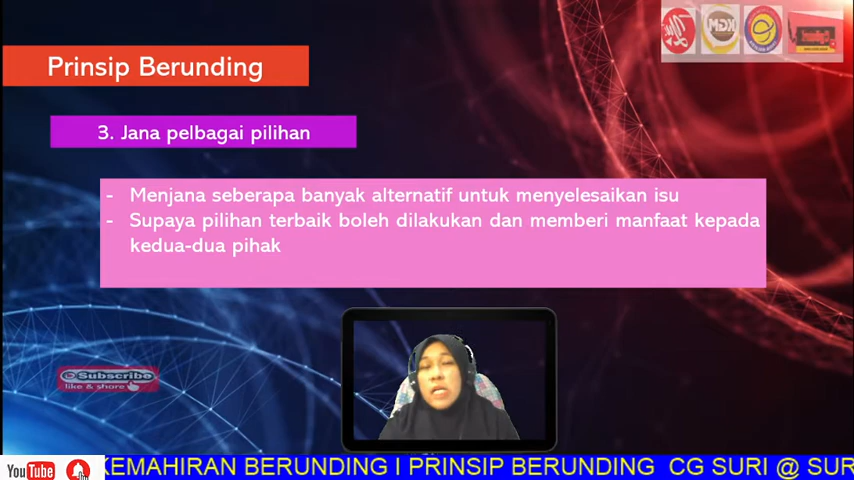 KGM
Prinsip Berunding
3. Jana pelbagai pilihan
- Menjana seberapa banyak alternatif untuk menyelesaikan isu
- Supaya pilihan terbaik boleh dilakukan dan memberi manfaat kepada
kedua-dua pihak
Subscribe
like & share
YouTube
KEMAHIRAN BERUNDING I PRINSIP BERUNDING CG SURI @ SUR